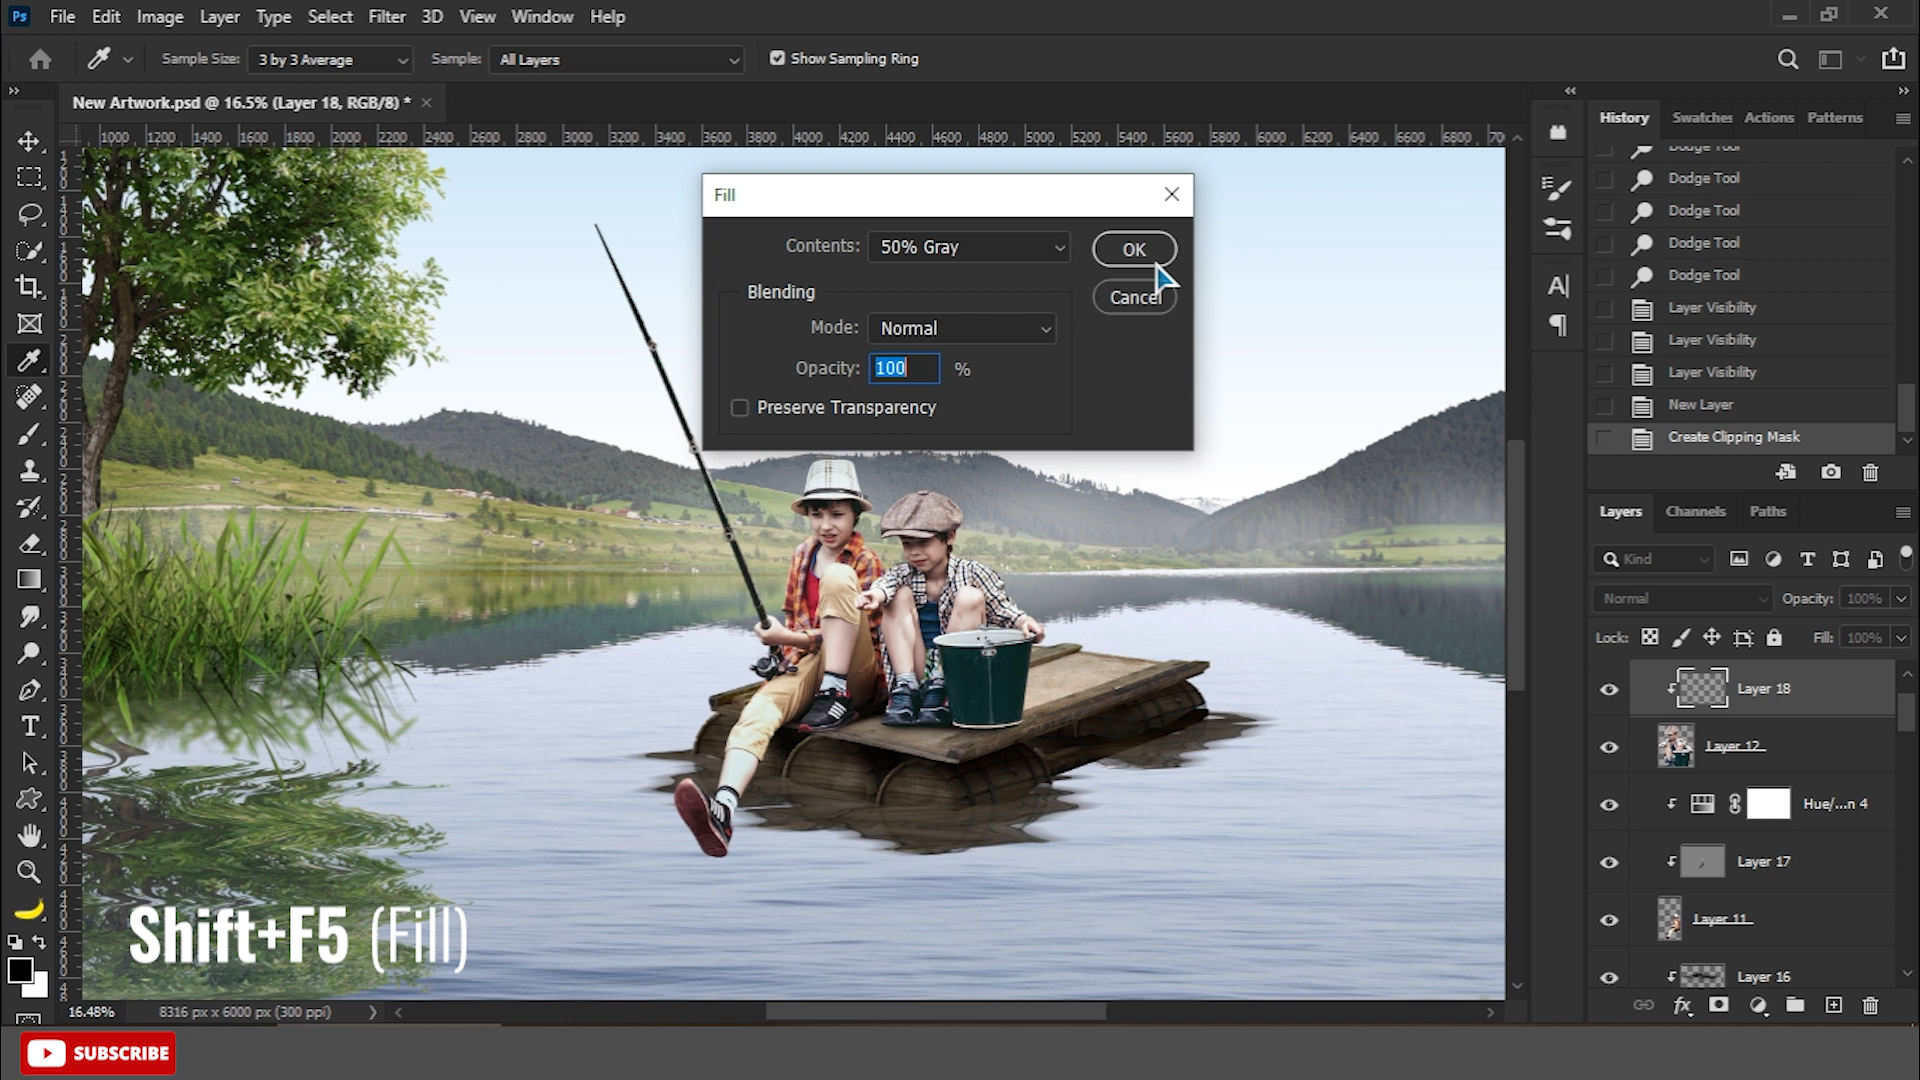 Ps File Edit Image Layer Type Select Filter 3D View Window Help
Sample Size: 3 by 3 Average Sample: All Layers Show Sampling Ring
New Artwork.psd @ 16.5% (Layer 18, RGB/8) *
1000 1200 1400 1600 1800 2000 2200 2400 2600 2800 3000 3200 3400 3600 3800 4000 4200 4400 4600 4800 5000 5200 5400 5600 5800 6000 6200 6400 6600 6800 70
History Swatches Actions Patterns
Dodge Tool
Dodge Tool
Dodge Tool
Dodge Tool
Dodge Tool
Layer Visibility
Layer Visibility
Layer Visibility
New Layer
Create Clipping Mask
Fill
Contents: 50% Gray OK
Cancel
Blending
Mode: Normal
Opacity: 100 %
Preserve Transparency
Layers Channels Paths
Kind
Normal Opacity: 100%
Lock: Fill: 100%
Layer 18
Layer 12
Hue/...n 4
Layer 17
Layer 11
Layer 16
Shift+F5 (Fill)
16.48% 8316 px x 6000 px (300 ppi)
SUBSCRIBE